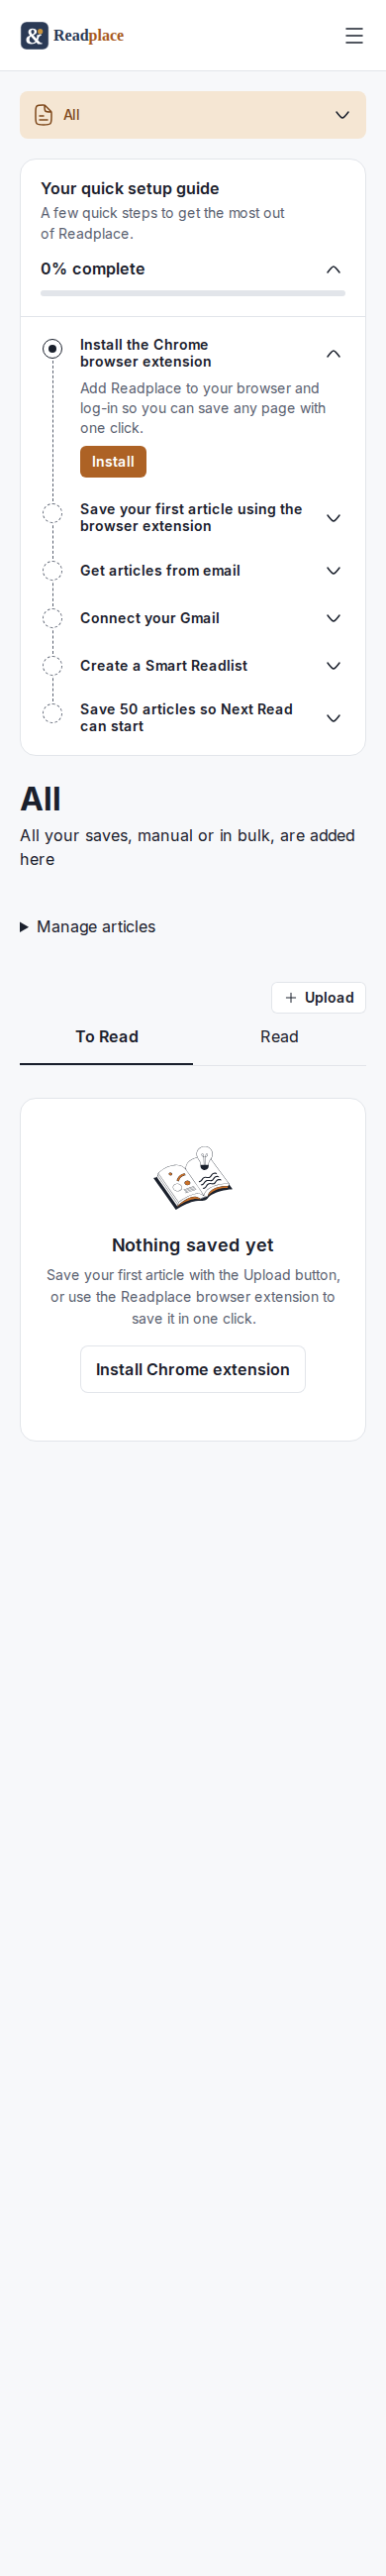 & Readplace
All
Your quick setup guide
A few quick steps to get the most out
of Readplace.
0% complete
Install the Chrome
browser extension
Add Readplace to your browser and
log-in so you can save any page with
one click.
Install
Save your first article using the
browser extension
Get articles from email
Connect your Gmail
Create a Smart Readlist
Save 50 articles so Next Read
can start
All
All your saves, manual or in bulk, are added
here
Manage articles
+ Upload
To Read
Read
Nothing saved yet
Save your first article with the Upload button,
or use the Readplace browser extension to
save it in one click.
Install Chrome extension